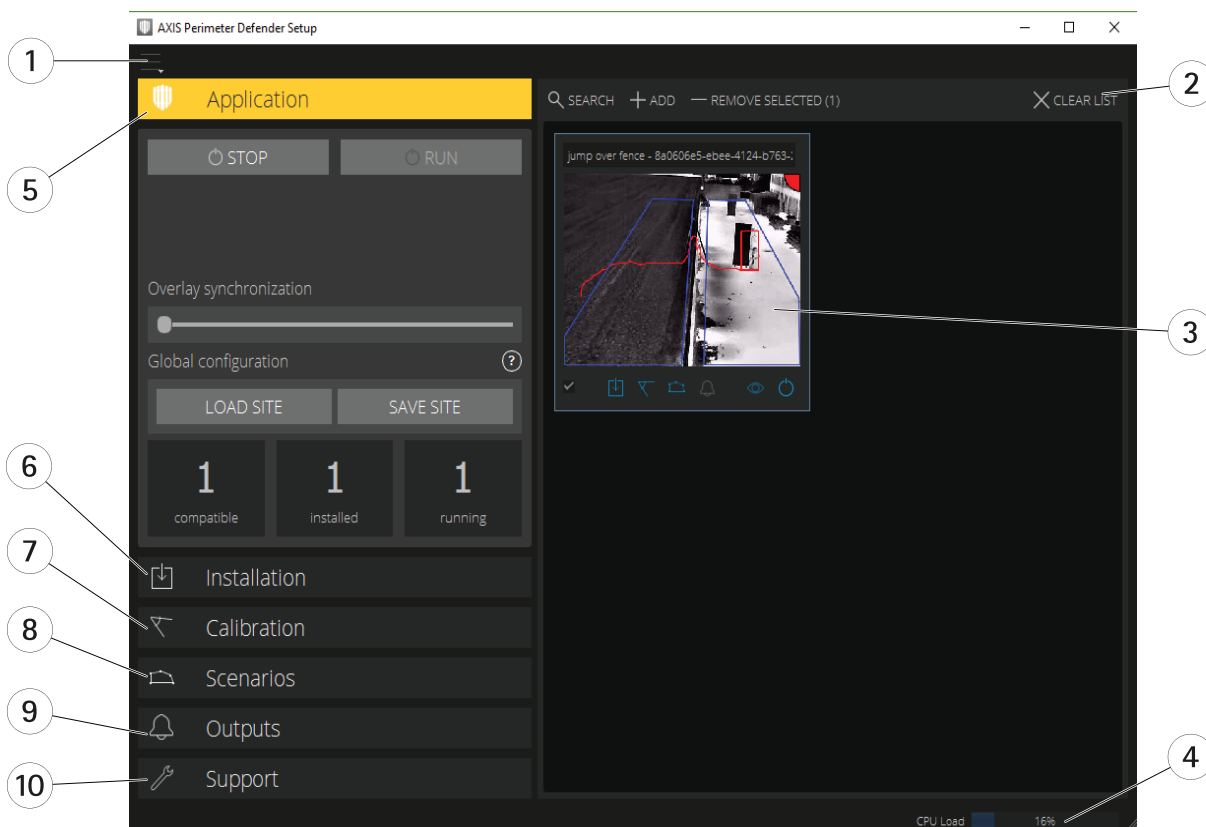 AXIS Perimeter Defender Setup
1
2
Application
SEARCH ADD REMOVE SELECTED (1) CLEAR LIST
5
STOP RUN
jump over fence - 8a0606e5-ebee-4124-b763-
Overlay synchronization
3
Global configuration ?
LOAD SITE SAVE SITE
1 1 1
compatible installed running
6
Installation
7
Calibration
8
Scenarios
9
Outputs
4
10
Support
CPU Load 16%